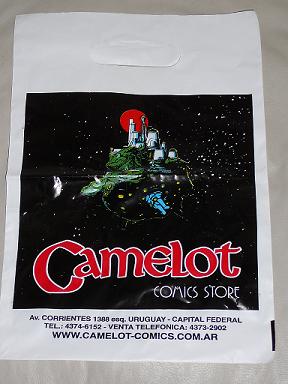 Camelot
COMICS STORE
Av. CORRIENTES 1388 esq. URUGUAY - CAPITAL FEDERAL
TEL.: 4374-6152 - VENTA TELEFONICA: 4373-2902
WWW.CAMELOT-COMICS.COM.AR